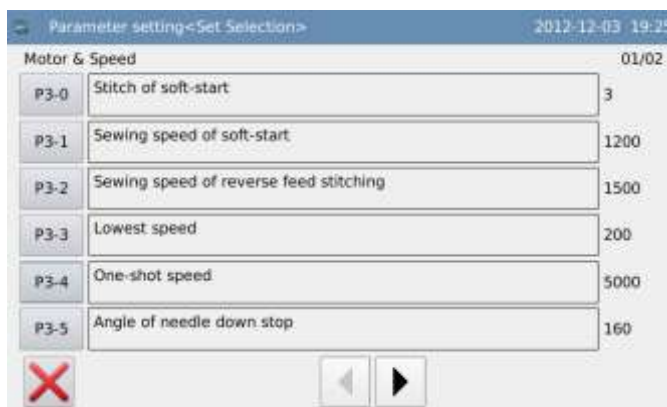 Parameter setting<Set Selection> 2012-12-03 19:25
Motor & Speed 01/02
P3-0 Stitch of soft-start 3
P3-1 Sewing speed of soft-start 1200
P3-2 Sewing speed of reverse feed stitching 1500
P3-3 Lowest speed 200
P3-4 One-shot speed 5000
P3-5 Angle of needle down stop 160